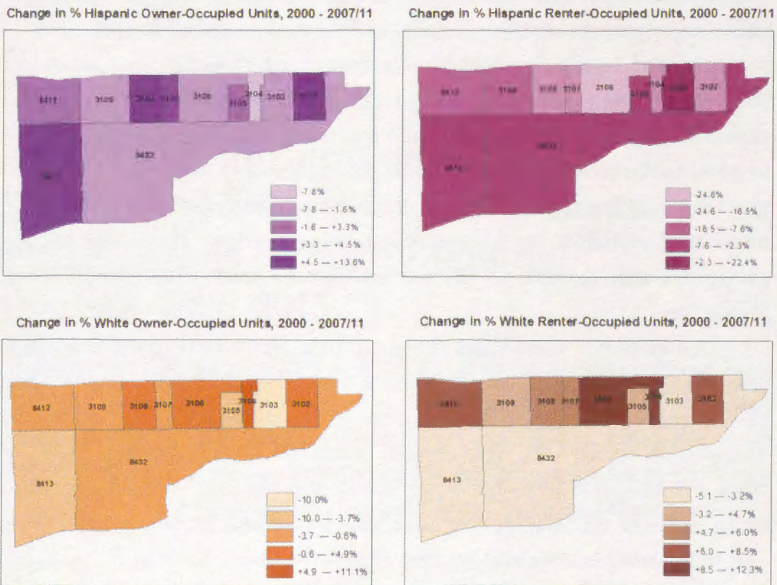 Change in % Hispanic Owner-Occupied Units, 2000 - 2007/11
8412
3109
3106
3105
3104
3103
8432
-7.8%
-7.8 — -1.6%
-1.6 — +3.3%
+3.3 — +4.5%
+4.5 — +13.6%
Change in % Hispanic Renter-Occupied Units, 2000 - 2007/11
8412
3109
3108
3107
3106
3104
3102
-24.6%
-24.6 — -16.5%
-16.5 — -7.6%
-7.6 — +2.3%
+2.3 — +22.4%
Change in % White Owner-Occupied Units, 2000 - 2007/11
8412
3109
3108
3107
3106
3105
3103
3102
8413
8432
-10.0%
-10.0 — -3.7%
-3.7 — -0.6%
-0.6 — +4.9%
+4.9 — +11.1%
Change in % White Renter-Occupied Units, 2000 - 2007/11
3109
3108
3107
3105
3103
3102
8413
8432
-5.1 — -3.2%
-3.2 — +4.7%
+4.7 — +6.0%
+6.0 — +8.5%
+8.5 — +12.3%